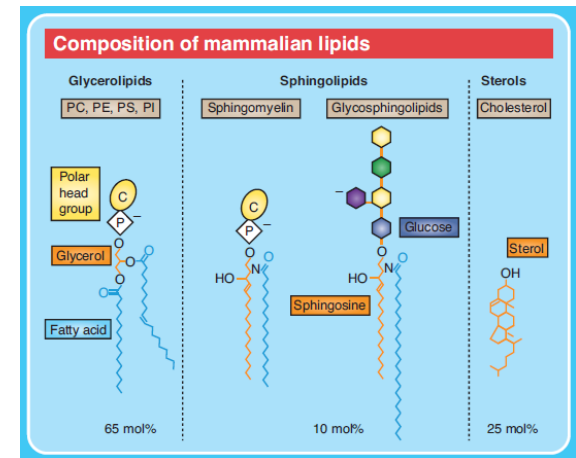 Composition of mammalian lipids
Glycerolipids
Sphingolipids
Sterols
PC, PE, PS, PI
Sphingomyelin
Glycosphingolipids
Cholesterol
Polar
head
group
C
P
–
O
Glycerol
O
O
O
O
Fatty acid
C
P
–
O
O
N
HO
–
Glucose
O
O
N
HO
Sphingosine
Sterol
OH
65 mol%
10 mol%
25 mol%